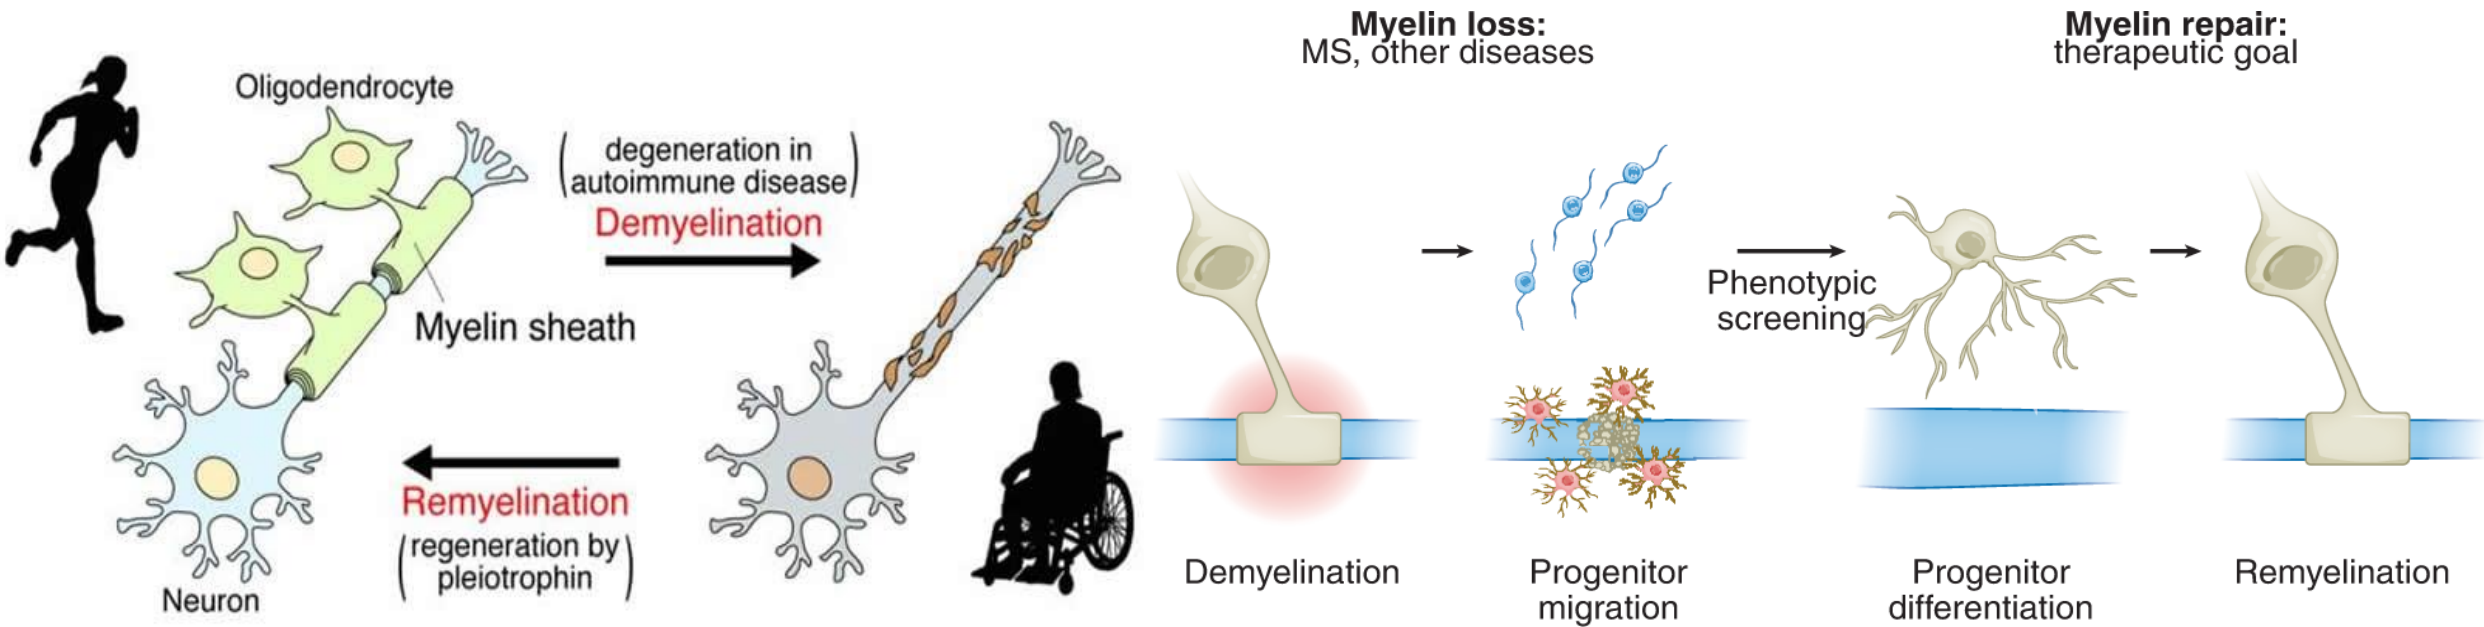 Oligodendrocyte
(degeneration in
autoimmune disease)
Demyelination
Myelin sheath
Remyelination
(regeneration by
pleiotrophin)
Neuron
Myelin loss:
MS, other diseases
Myelin repair:
therapeutic goal
Phenotypic
screening
Demyelination
Progenitor
migration
Progenitor
differentiation
Remyelination